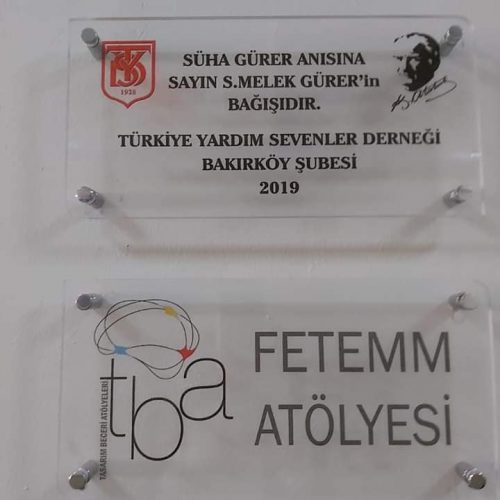 1928
SÜHA GÜRER ANISINA
SAYIN S.MELEK GÜRER'in
BAĞIŞIDIR.
TÜRKİYE YARDIM SEVENLER DERNEĞİ
BAKIRKÖY ŞUBESİ
2019
TASARIM BECERİ ATÖLYELERİ
tba
FETEMM
ATÖLYESİ